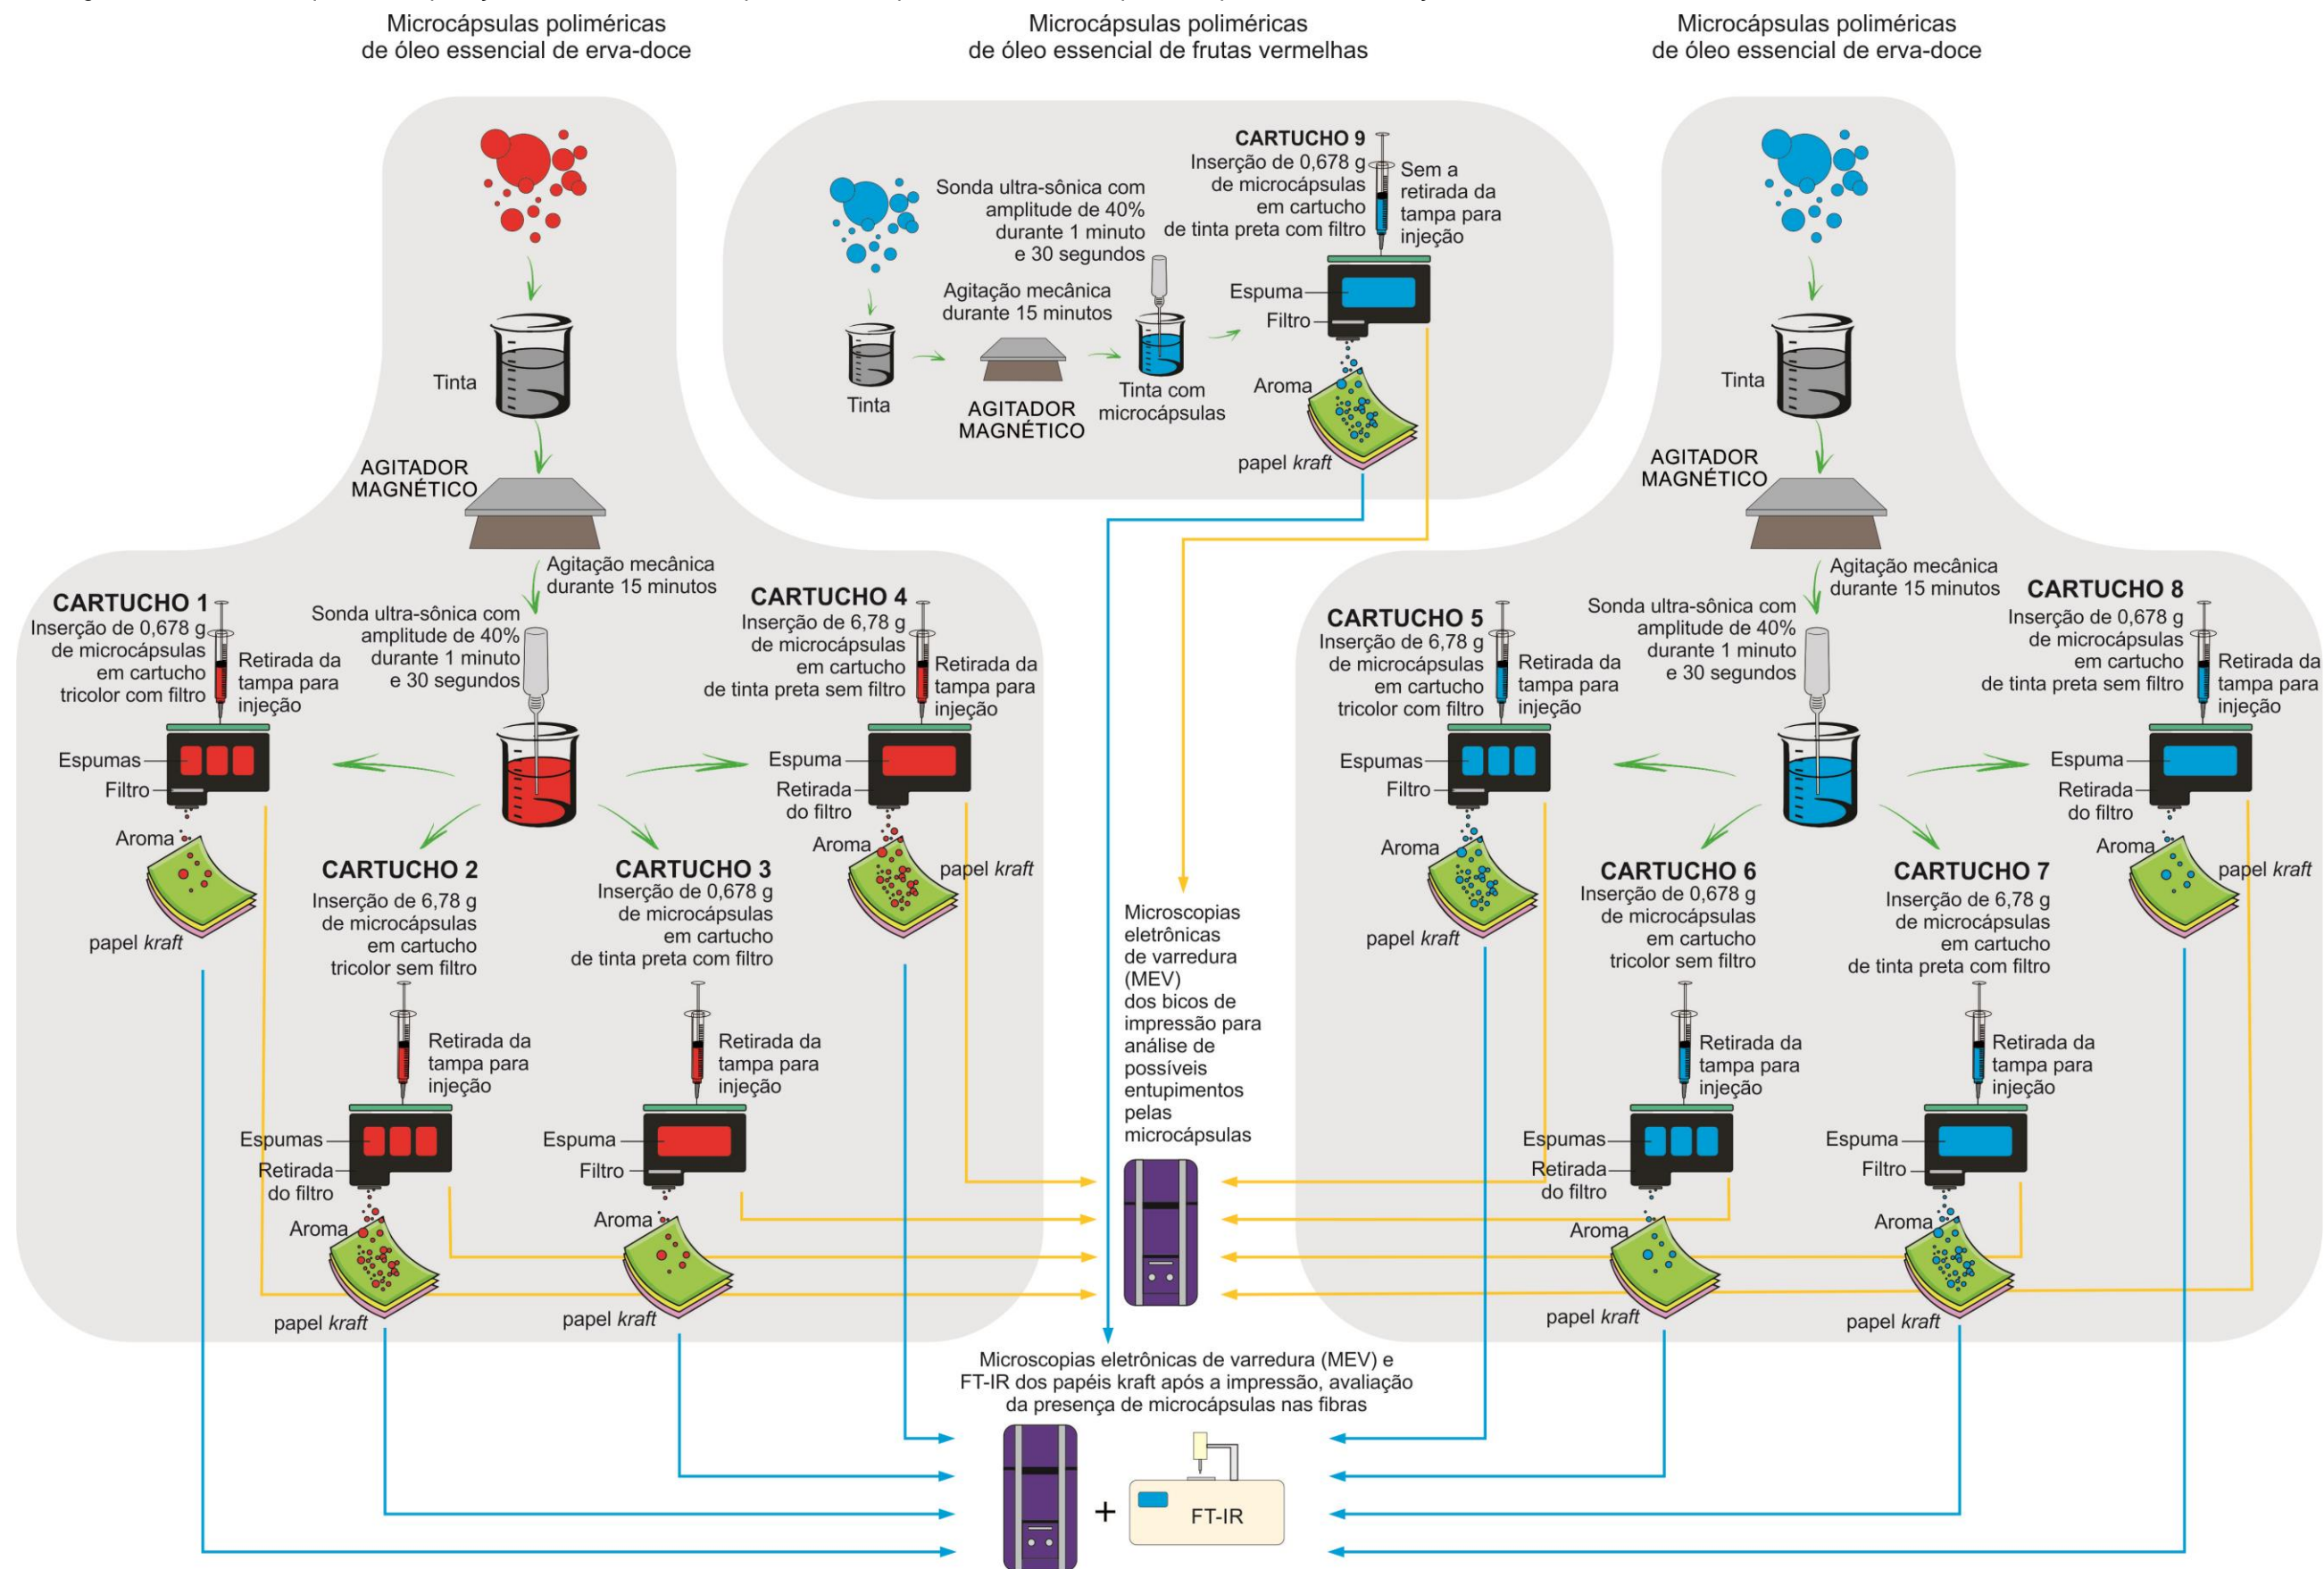 Microcápsulas poliméricas
de óleo essencial de erva-doce
Microcápsulas poliméricas
de óleo essencial de frutas vermelhas
Microcápsulas poliméricas
de óleo essencial de erva-doce
Tinta
AGITADOR
MAGNÉTICO
Agitação mecânica
durante 15 minutos
Sonda ultra-sônica com
amplitude de 40%
durante 1 minuto
e 30 segundos
CARTUCHO 1
Inserção de 0,678 g
de microcápsulas
em cartucho
tricolor com filtro
Retirada da
tampa para
injeção
Espumas
Filtro
Aroma
papel kraft
CARTUCHO 2
Inserção de 6,78 g
de microcápsulas
em cartucho
tricolor sem filtro
Retirada da
tampa para
injeção
Espumas
Retirada
do filtro
Aroma
papel kraft
CARTUCHO 3
Inserção de 0,678 g
de microcápsulas
em cartucho
de tinta preta com filtro
Retirada da
tampa para
injeção
Espuma
Filtro
Aroma
papel kraft
CARTUCHO 4
Inserção de 6,78 g
de microcápsulas
em cartucho
de tinta preta sem filtro
Retirada da
tampa para
injeção
Espuma
Retirada
do filtro
Aroma
papel kraft
Tinta
AGITADOR
MAGNÉTICO
Agitação mecânica
durante 15 minutos
Sonda ultra-sônica com
amplitude de 40%
durante 1 minuto
e 30 segundos
Tinta com
microcápsulas
CARTUCHO 9
Inserção de 0,678 g
de microcápsulas
em cartucho
de tinta preta com filtro
Sem a
retirada da
tampa para
injeção
Espuma
Filtro
Aroma
papel kraft
Tinta
AGITADOR
MAGNÉTICO
Agitação mecânica
durante 15 minutos
Sonda ultra-sônica com
amplitude de 40%
durante 1 minuto
e 30 segundos
CARTUCHO 5
Inserção de 6,78 g
de microcápsulas
em cartucho
tricolor com filtro
Retirada da
tampa para
injeção
Espumas
Filtro
Aroma
papel kraft
CARTUCHO 6
Inserção de 0,678 g
de microcápsulas
em cartucho
tricolor sem filtro
Retirada da
tampa para
injeção
Espumas
Retirada
do filtro
Aroma
papel kraft
CARTUCHO 7
Inserção de 6,78 g
de microcápsulas
em cartucho
de tinta preta com filtro
Retirada da
tampa para
injeção
Espuma
Filtro
Aroma
papel kraft
CARTUCHO 8
Inserção de 0,678 g
de microcápsulas
em cartucho
de tinta preta sem filtro
Retirada da
tampa para
injeção
Espuma
Retirada
do filtro
Aroma
papel kraft
Microscopias
eletrônicas
de varredura
(MEV)
dos bicos de
impressão para
análise de
possíveis
entupimentos
pelas
microcápsulas
Microscopias eletrônicas de varredura (MEV) e
FT-IR dos papéis kraft após a impressão, avaliação
da presença de microcápsulas nas fibras
+
FT-IR